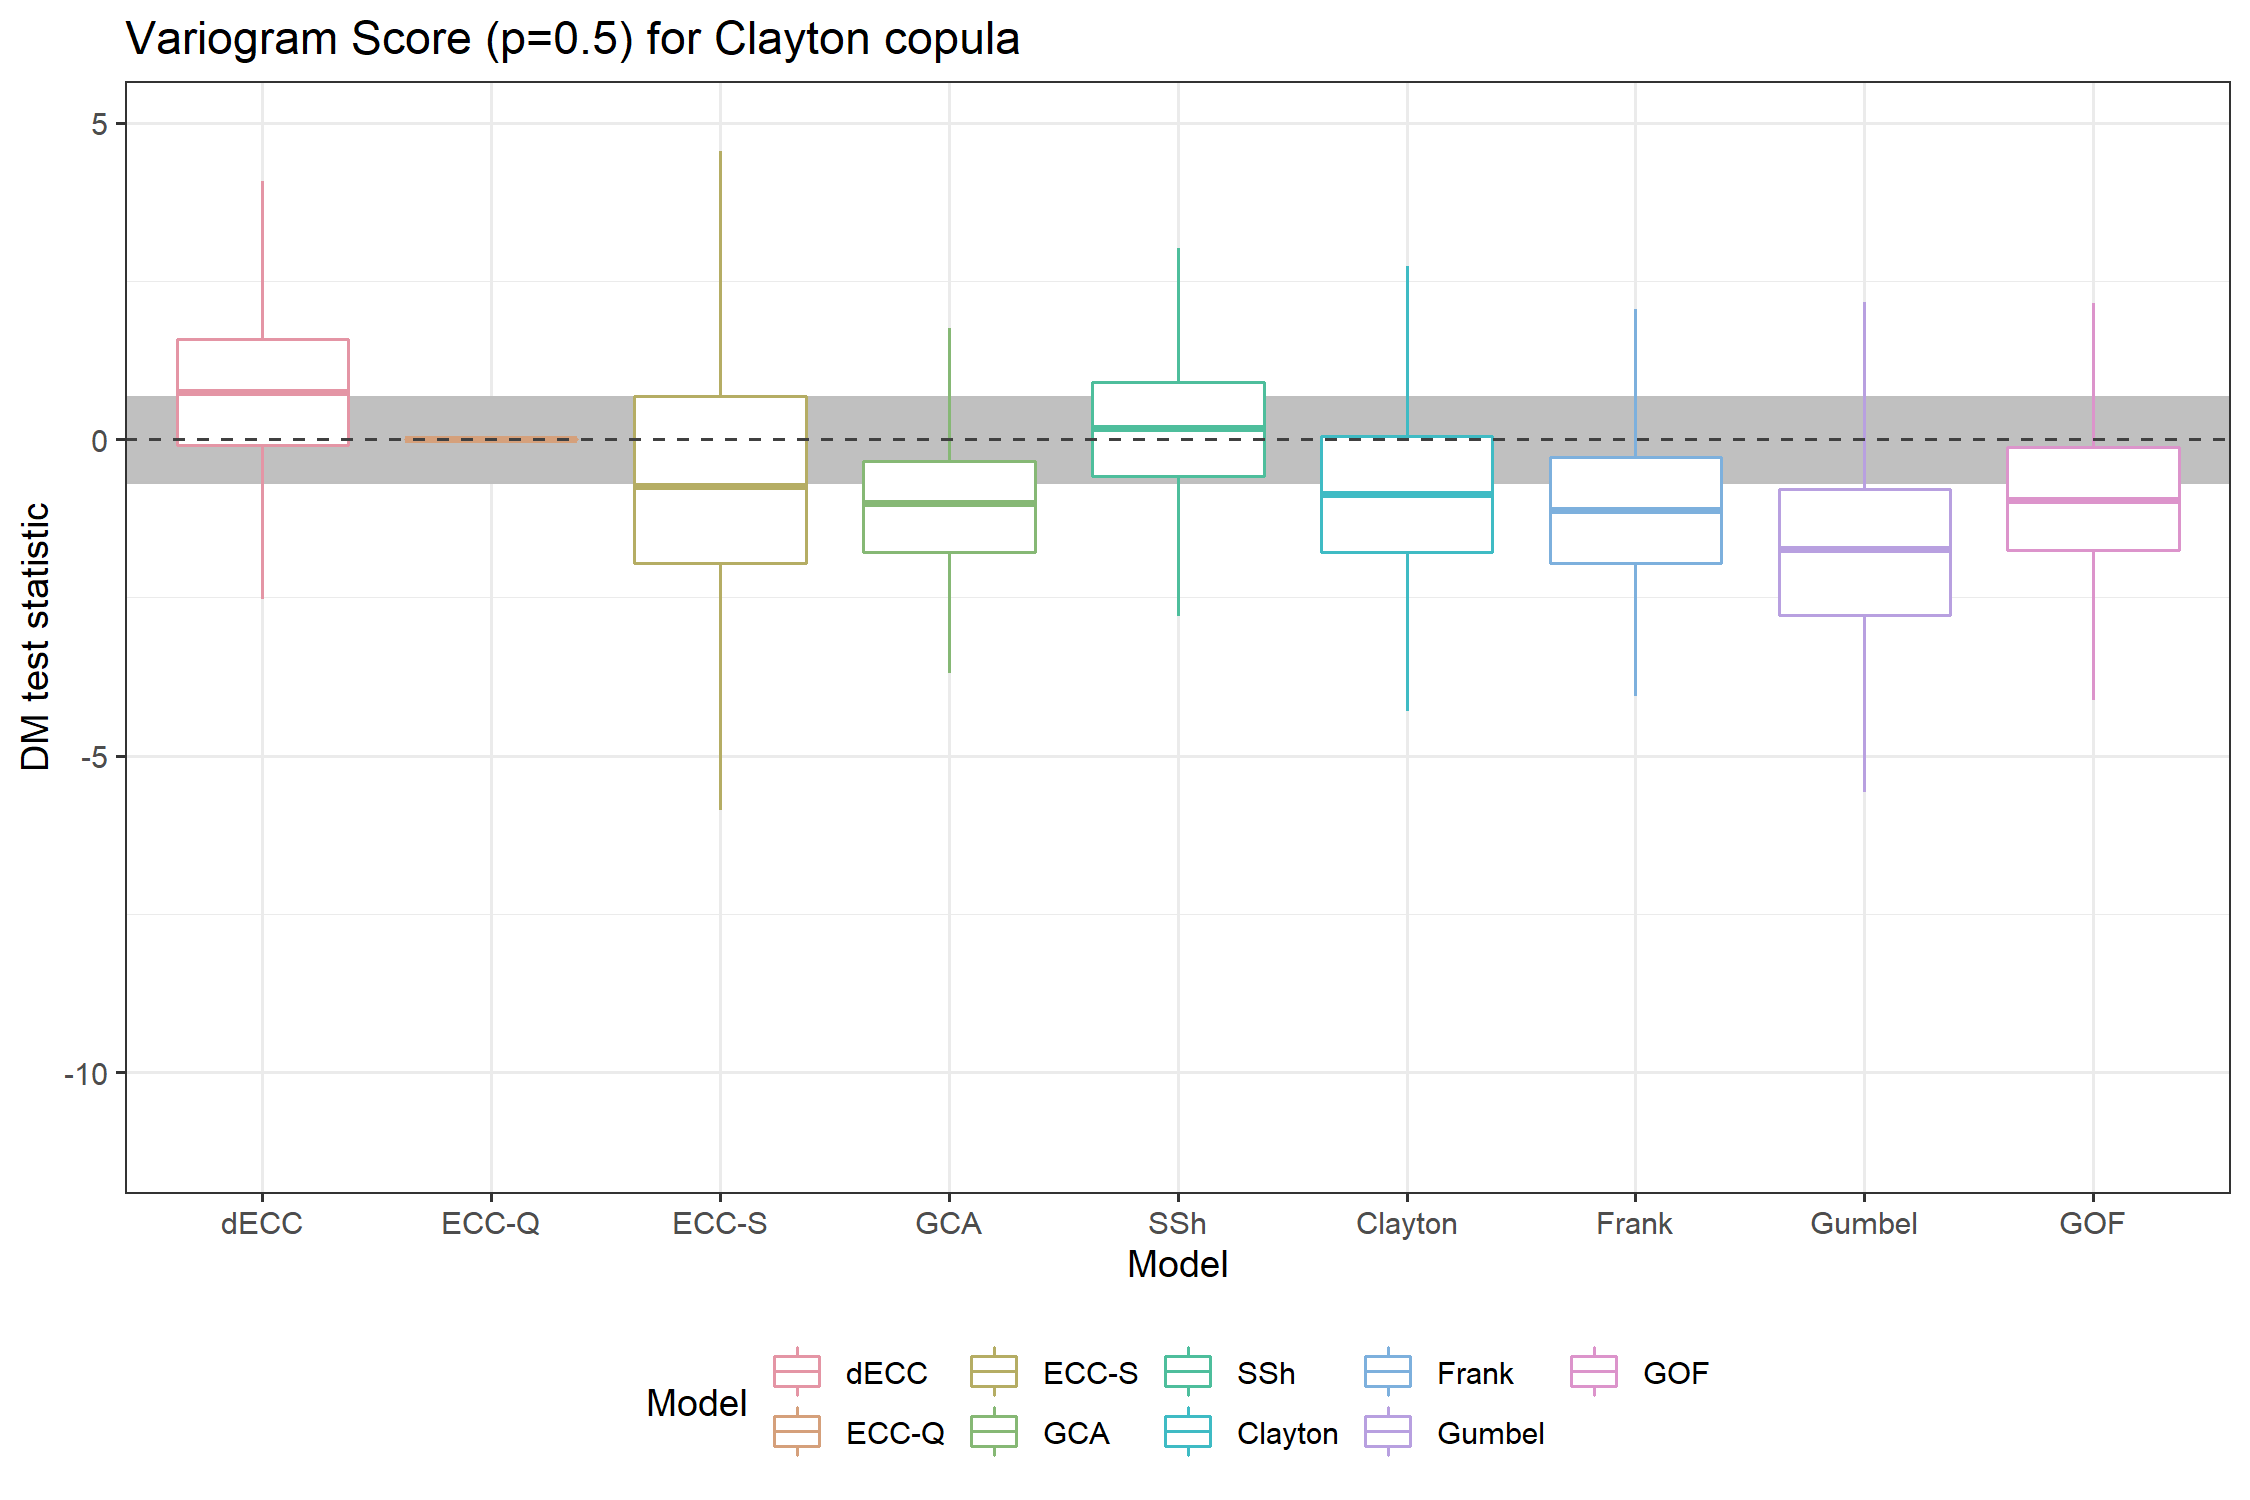 Variogram Score (p=0.5) for Clayton copula
DM test statistic
5
0
-5
-10
dECC ECC-Q ECC-S GCA SSh Clayton Frank Gumbel GOF
Model
Model
dECC ECC-S SSh Frank GOF
ECC-Q GCA Clayton Gumbel